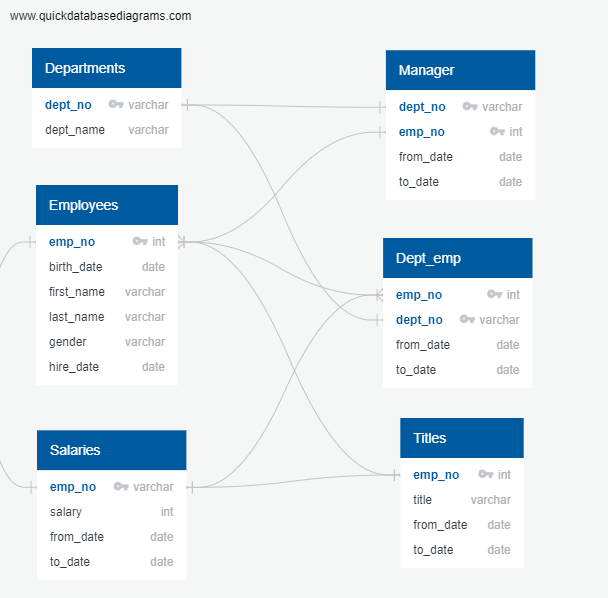 www.quickdatabasediagrams.com
Departments
dept_no varchar
dept_name varchar
Employees
emp_no int
birth_date date
first_name varchar
last_name varchar
gender varchar
hire_date date
Salaries
emp_no varchar
salary int
from_date date
to_date date
Manager
dept_no varchar
emp_no int
from_date date
to_date date
Dept_emp
emp_no int
dept_no varchar
from_date date
to_date date
Titles
emp_no int
title varchar
from_date date
to_date date